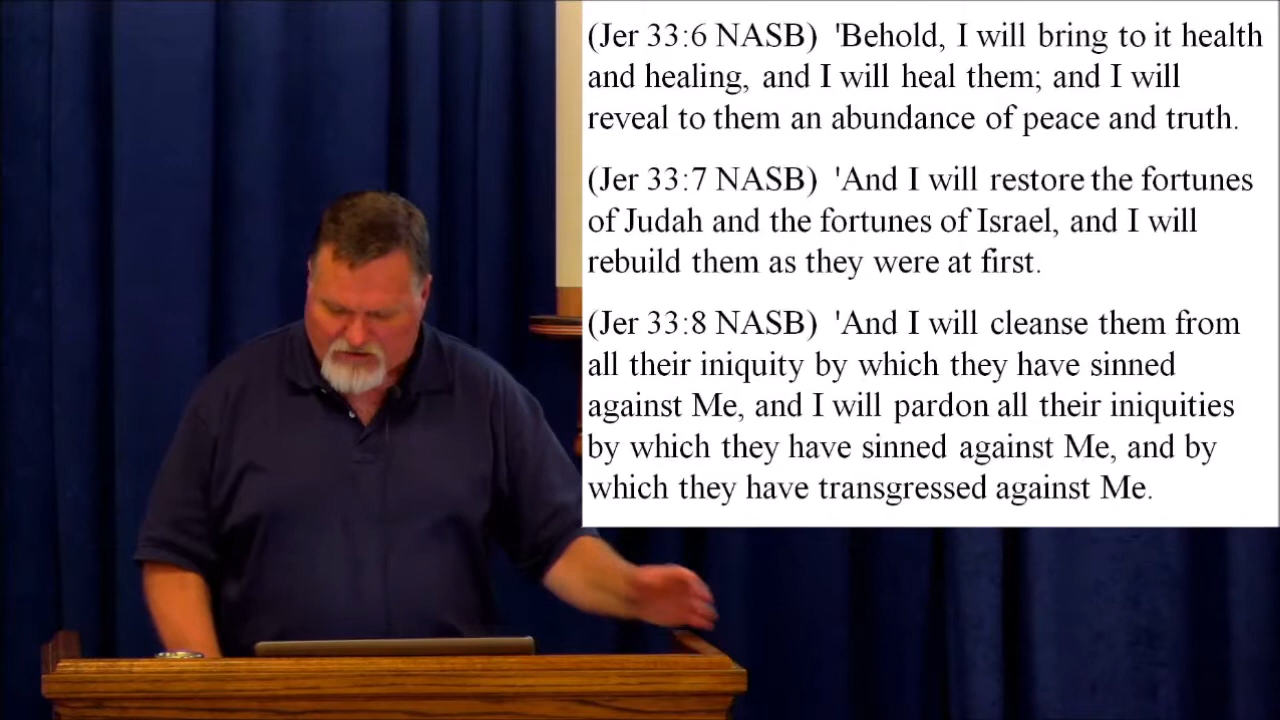 (Jer 33:6 NASB) 'Behold, I will bring to it health
and healing, and I will heal them; and I will
reveal to them an abundance of peace and truth.
(Jer 33:7 NASB) 'And I will restore the fortunes
of Judah and the fortunes of Israel, and I will
rebuild them as they were at first.
(Jer 33:8 NASB) 'And I will cleanse them from
all their iniquity by which they have sinned
against Me, and I will pardon all their iniquities
by which they have sinned against Me, and by
which they have transgressed against Me.